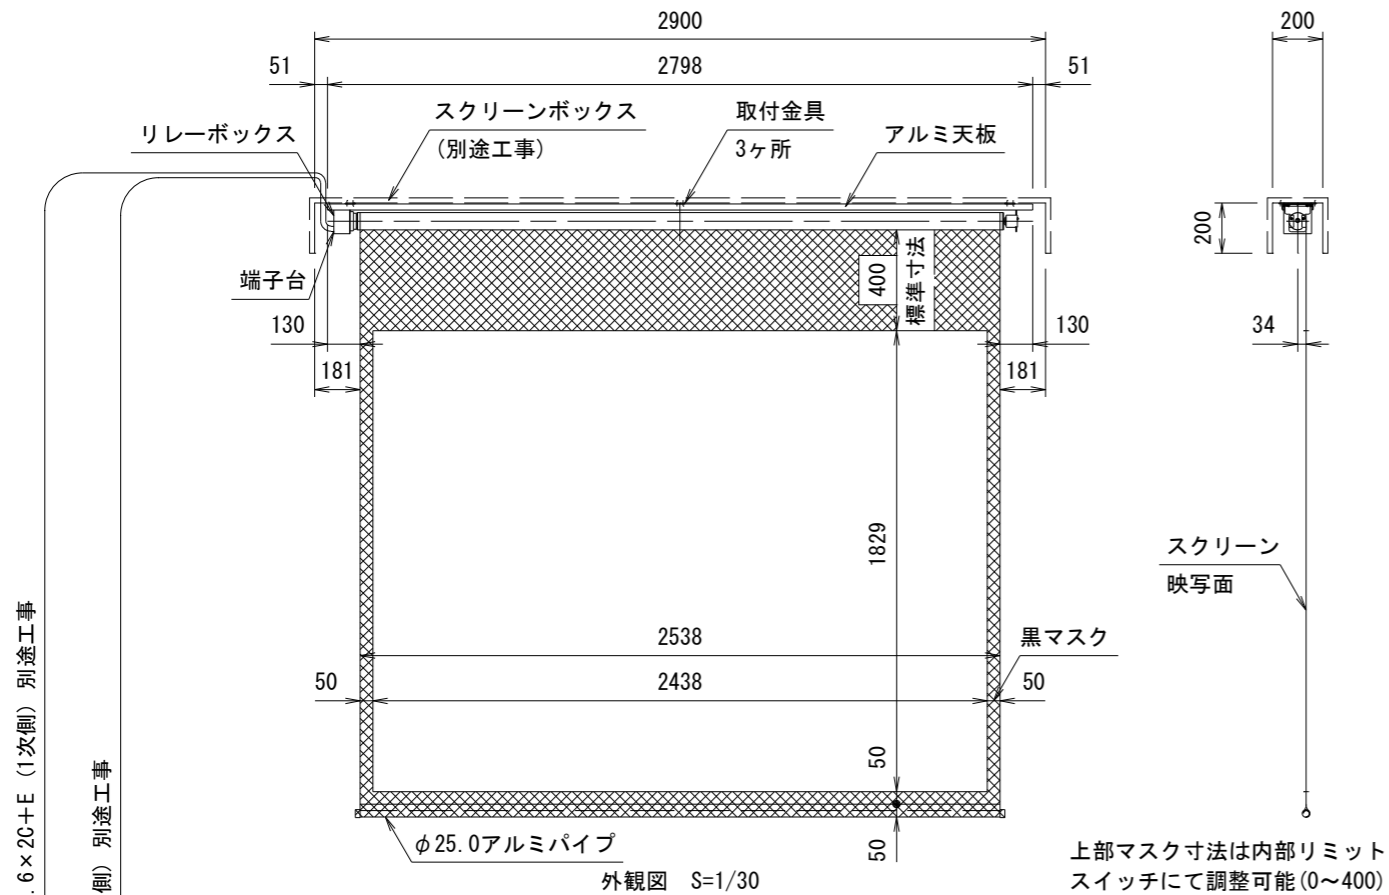 2900
200
51
2798
51
リレーボックス
スクリーンボックス
(別途工事)
取付金具
3ヶ所
アルミ天板
200
端子台
400
標準寸法
130
130
34
181
181
1829
スクリーン
映写面
2538
黒マスク
50
2438
50
50
50
φ25.0アルミパイプ
外観図 S=1/30
上部マスク寸法は内部リミット
スイッチにて調整可能(0～400)
.6×2C+E (1次側) 別途工事
側) 別途工事